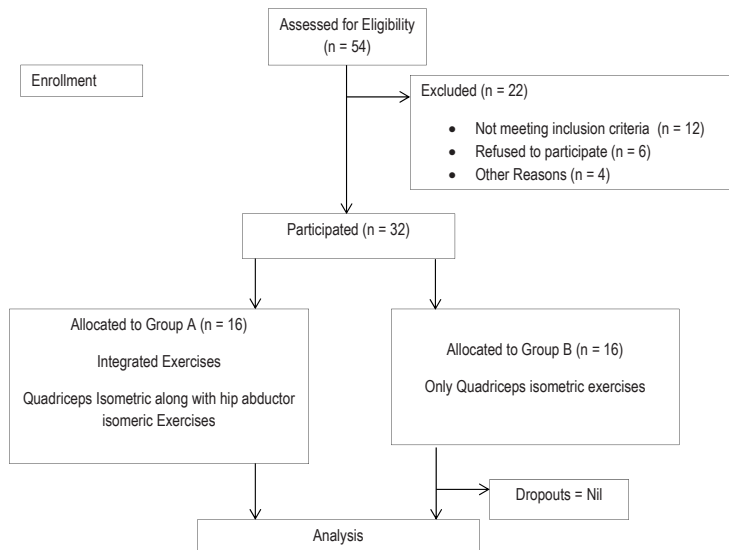 Assessed for Eligibility
(n = 54)
Enrollment
Excluded (n = 22)
• Not meeting inclusion criteria (n = 12)
• Refused to participate (n = 6)
• Other Reasons (n = 4)
Participated (n = 32)
Allocated to Group A (n = 16)
Integrated Exercises
Quadriceps Isometric along with hip abductor
isomeric Exercises
Allocated to Group B (n = 16)
Only Quadriceps isometric exercises
Dropouts = Nil
Analysis